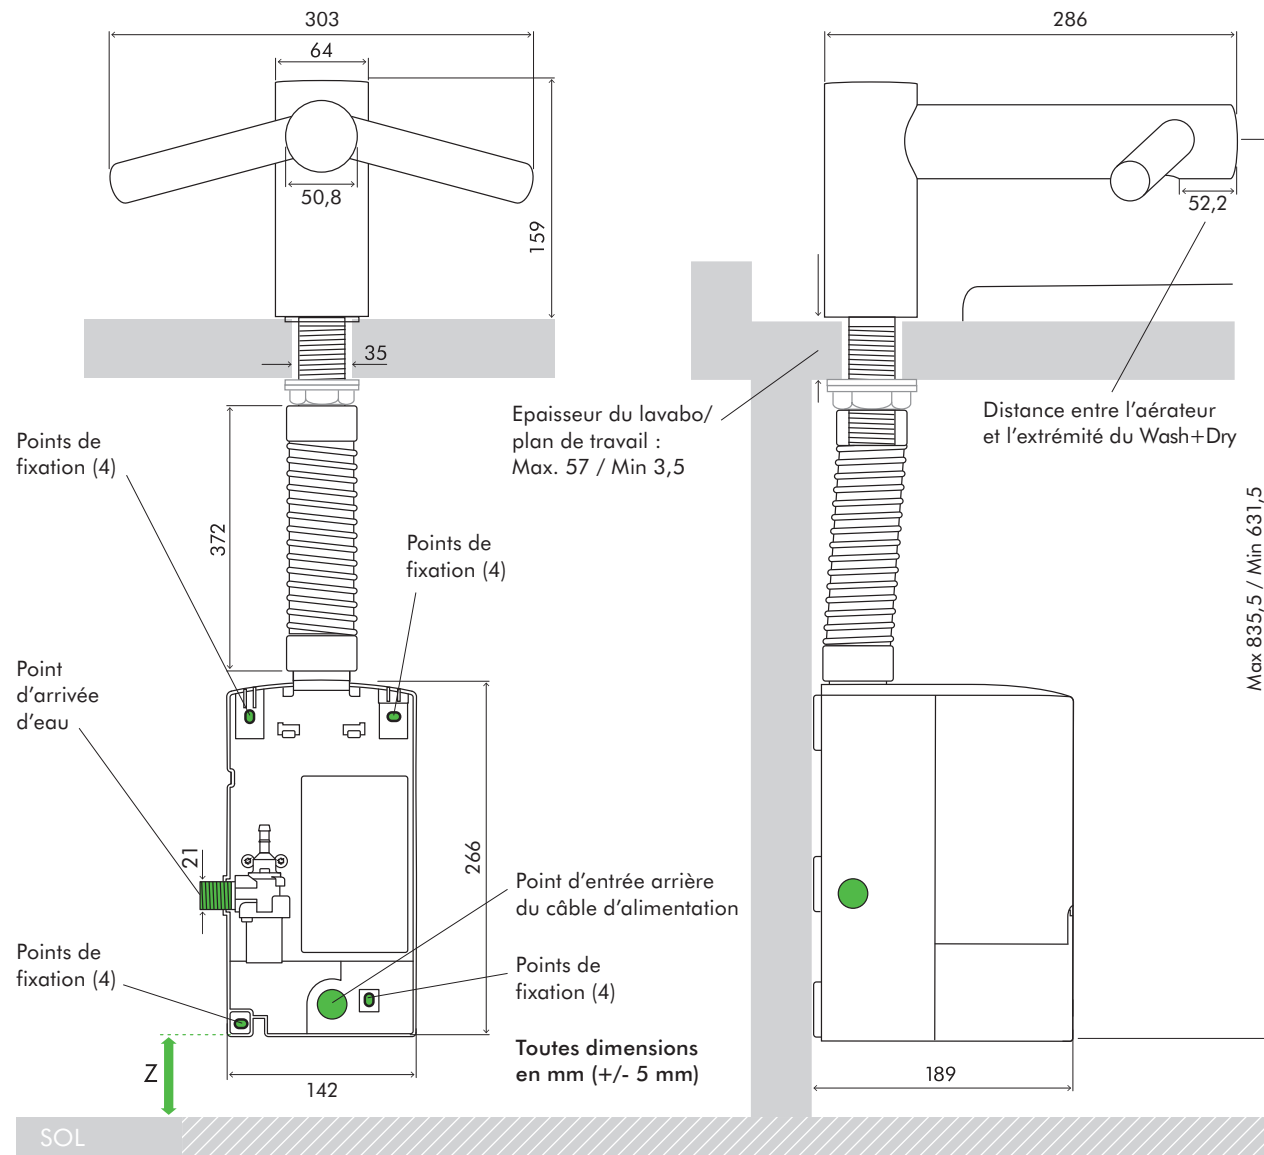 303
64
286
50,8
159
52,2
35
Epaisseur du lavabo/
plan de travail :
Max. 57 / Min 3,5
Distance entre l’aérateur
et l’extrémité du Wash+Dry
Points de
fixation (4)
372
Points de
fixation (4)
Max 835,5 / Min 631,5
Point
d’arrivée
d’eau
21
266
Point d’entrée arrière
du câble d’alimentation
Points de
fixation (4)
Points de
fixation (4)
Toutes dimensions
en mm (+/- 5 mm)
Z
142
189
SOL